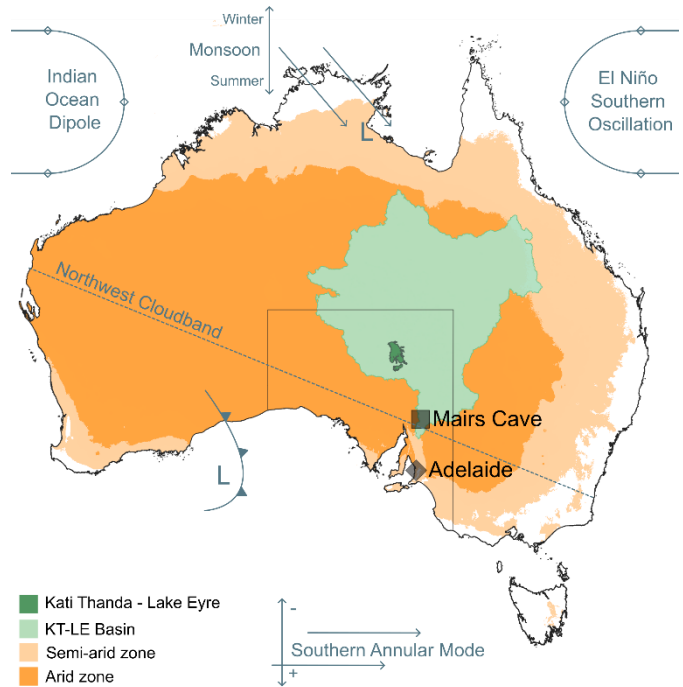 Winter
Monsoon
Summer
Indian
Ocean
Dipole
El Niño
Southern
Oscillation
L
Northwest Cloudband
Mairs Cave
Adelaide
L
Kati Thanda - Lake Eyre
KT-LE Basin
Semi-arid zone
Arid zone
-
Southern Annular Mode
+